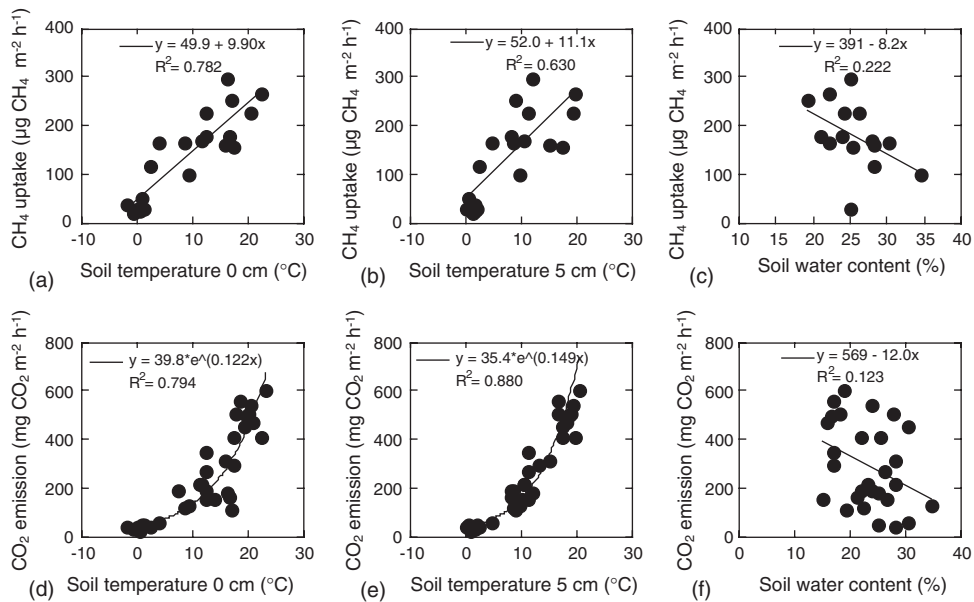 400
300
200
100
0
CH₄ uptake (µg CH₄ m⁻² h⁻¹)
y = 49.9 + 9.90x
R²= 0.782
-10 0 10 20 30
(a) Soil temperature 0 cm (°C)
400
300
200
100
0
CH₄ uptake (µg CH₄ m⁻² h⁻¹)
y = 52.0 + 11.1x
R²= 0.630
-10 0 10 20 30
(b) Soil temperature 5 cm (°C)
400
300
200
100
0
CH₄ uptake (µg CH₄ m⁻² h⁻¹)
y = 391 - 8.2x
R²= 0.222
10 15 20 25 30 35 40
(c) Soil water content (%)
800
600
400
200
0
CO₂ emission (mg CO₂ m⁻² h⁻¹)
y = 39.8*e^(0.122x)
R²= 0.794
-10 0 10 20 30
(d) Soil temperature 0 cm (°C)
800
600
400
200
0
CO₂ emission (mg CO₂ m⁻² h⁻¹)
y = 35.4*e^(0.149x)
R²= 0.880
-10 0 10 20 30
(e) Soil temperature 5 cm (°C)
800
600
400
200
0
CO₂ emission (mg CO₂ m⁻² h⁻¹)
y = 569 - 12.0x
R²= 0.123
0 10 20 30 40
(f) Soil water content (%)